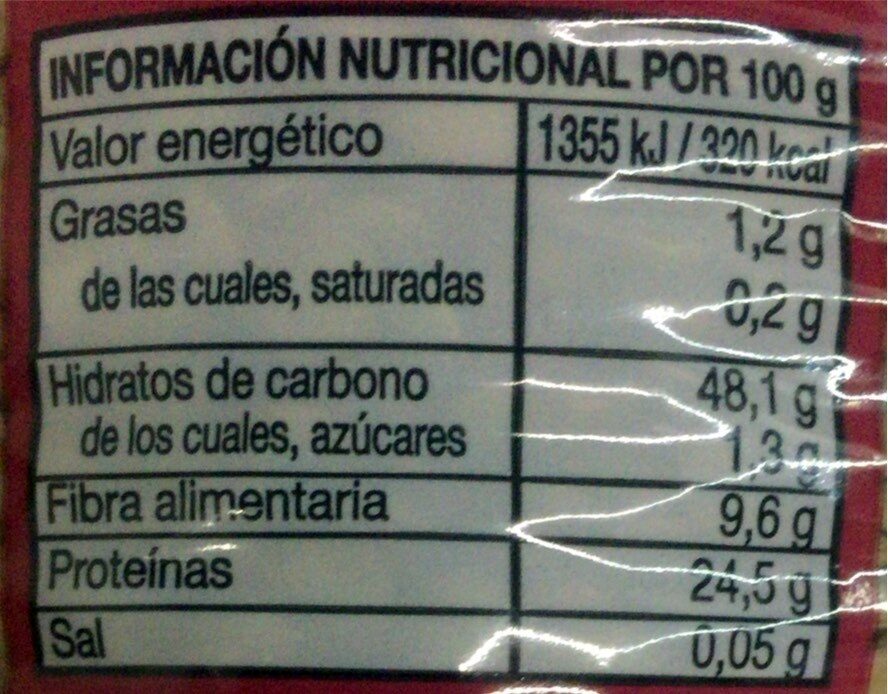 INFORMACIÓN NUTRICIONAL POR 100 g
Valor energético 1355 kJ / 320 kcal
Grasas 1,2 g
de las cuales, saturadas 0,2 g
Hidratos de carbono 48,1 g
de los cuales, azúcares 1,3 g
Fibra alimentaria 9,6 g
Proteínas 24,5 g
Sal 0,05 g